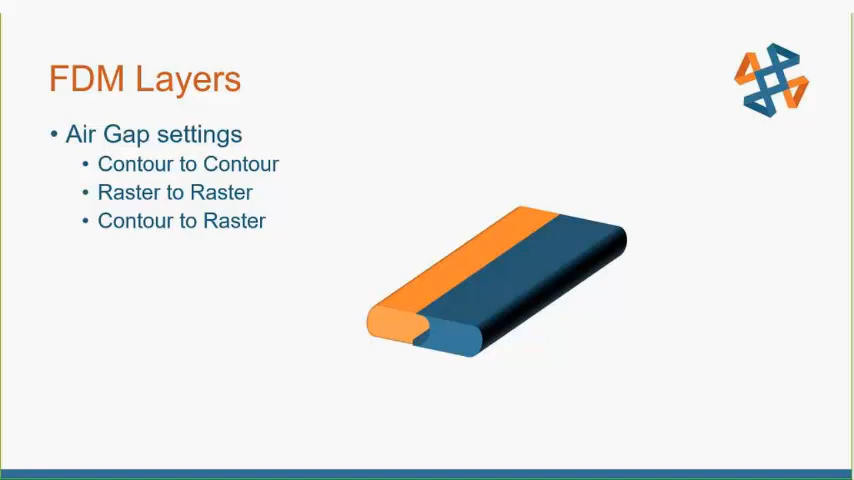 FDM Layers
• Air Gap settings
• Contour to Contour
• Raster to Raster
• Contour to Raster